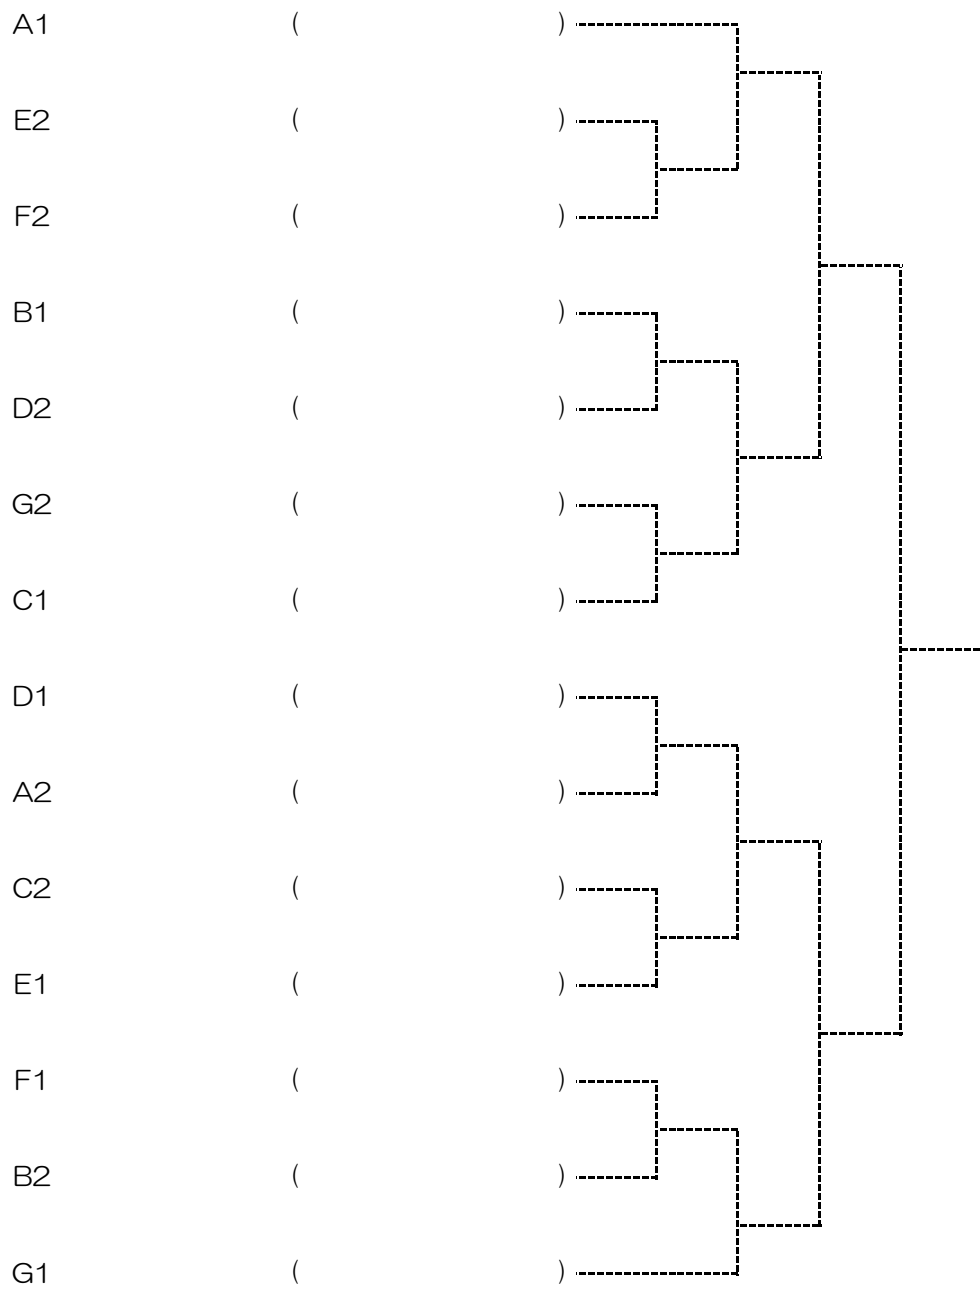 A1 ( )
E2 ( )
F2 ( )
B1 ( )
D2 ( )
G2 ( )
C1 ( )
D1 ( )
A2 ( )
C2 ( )
E1 ( )
F1 ( )
B2 ( )
G1 ( )